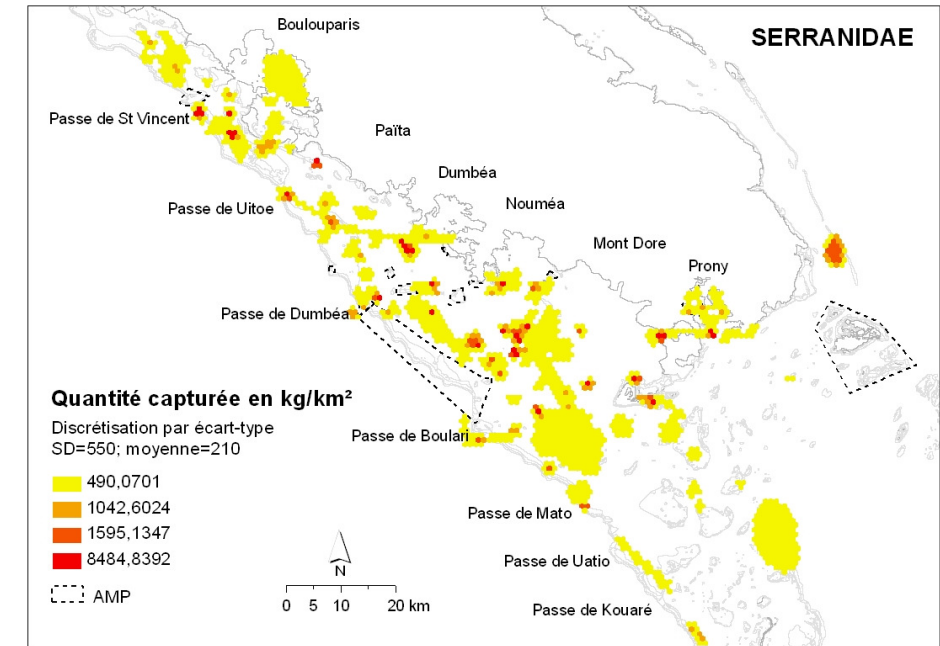 Boulouparis
SERRANIDAE
Passe de St Vincent
Païta
Dumbéa
Passe de Uitoe
Nouméa
Mont Dore
Prony
Passe de Dumbéa
Quantité capturée en kg/km²
Discrétisation par écart-type
SD=550; moyenne=210
Passe de Boulari
490,0701
1042,6024
1595,1347
8484,8392
AMP
Passe de Mato
Passe de Uatio
Passe de Kouaré
N
0 5 10 20 km